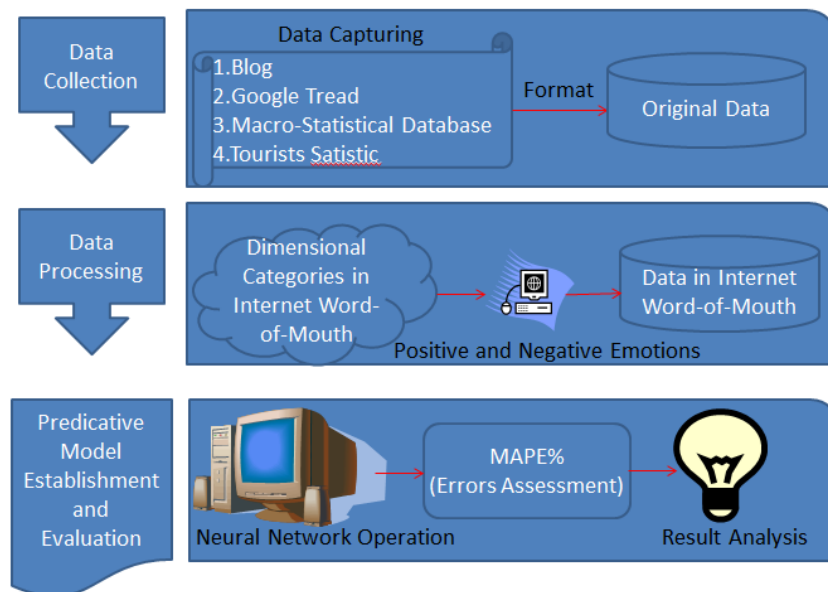 Data
Collection
Data Capturing
1.Blog
2.Google Tread
3.Macro-Statistical Database
4.Tourists Satistic
Format
Original Data
Data
Processing
Dimensional
Categories in
Internet Word-
of-Mouth
Positive and Negative Emotions
Data in Internet
Word-of-Mouth
Predicative
Model
Establishment
and
Evaluation
Neural Network Operation
MAPE%
(Errors Assessment)
Result Analysis